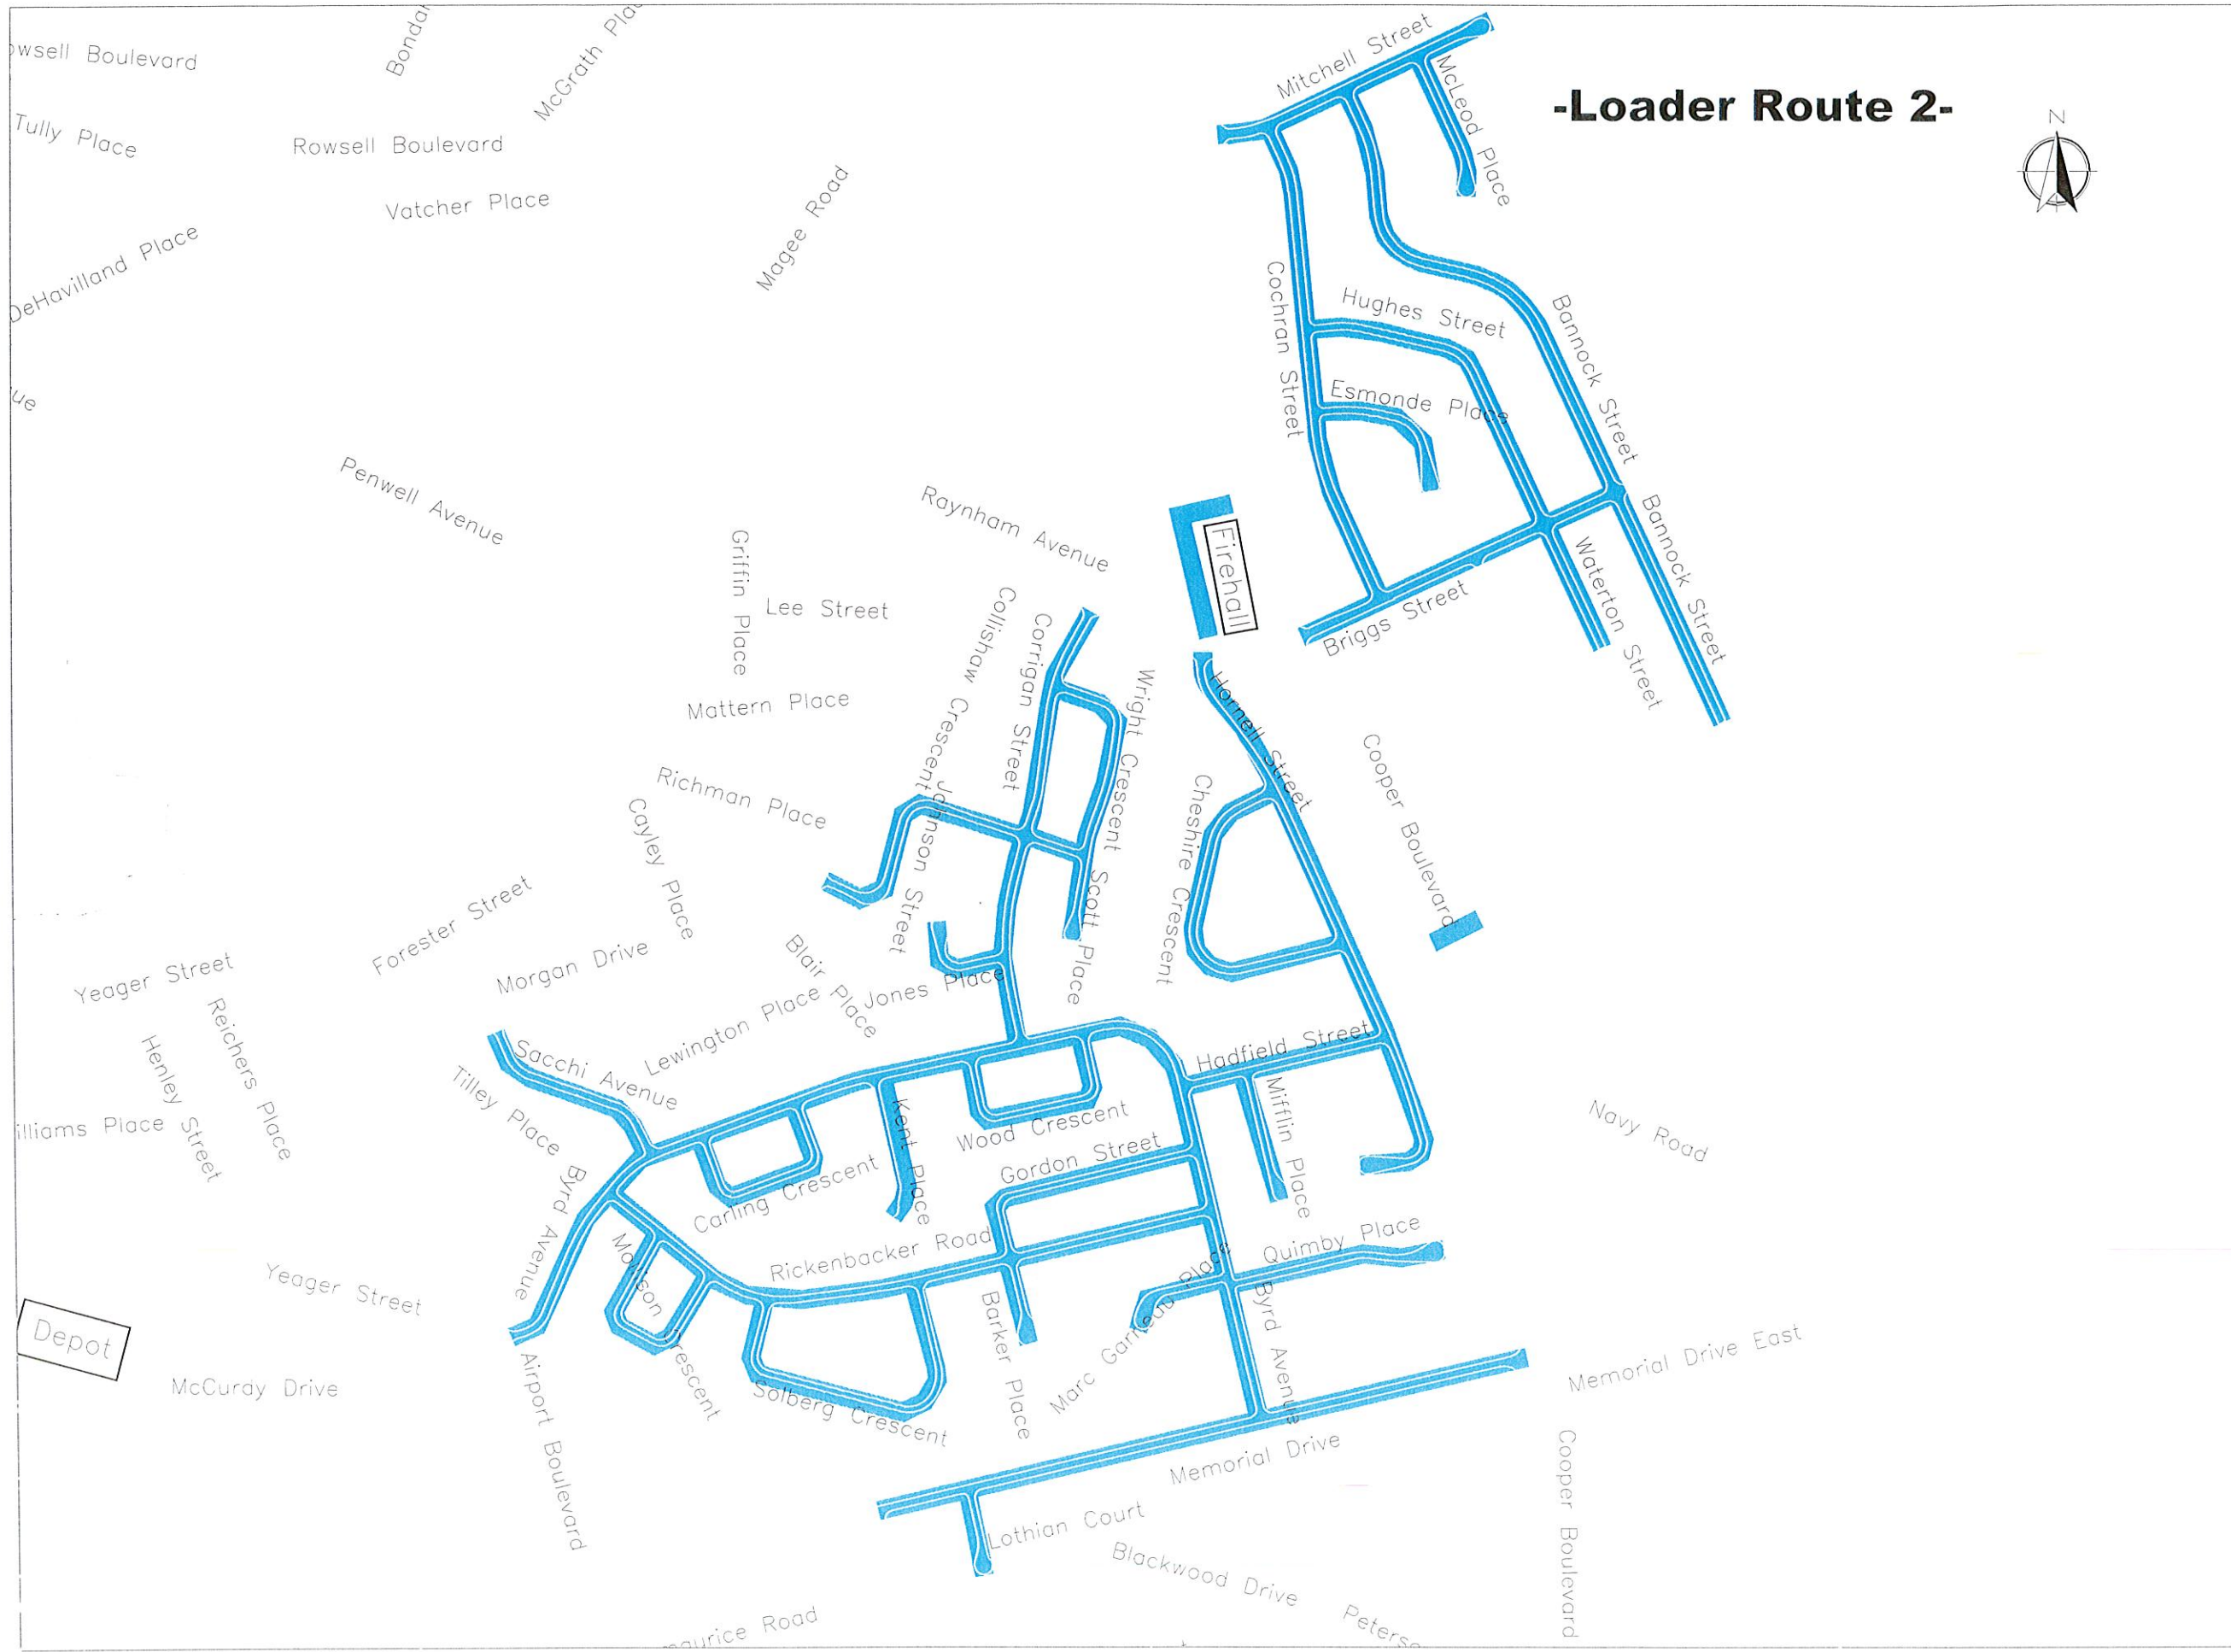 Boulevard
McGrath
Mitchell Street
-Loader Route 2-
N
McLeod Place
Tully Place
Rowsell Boulevard
Vatcher Place
Magee Road
DeHavilland Place
Cochran Street
Hughes Street
Bannock Street
Esmonde Place
Penwell Avenue
Raynham Avenue
Griffin Place
Lee Street
Collishaw Crescent
Corrigan Street
Firehall
Briggs Street
Waterton Street
Bannock Street
Mattern Place
Wright Crescent
Hornell Street
Cooper Boulevard
Richman Place
Cayley Place
Johnson Street
Cheshire Crescent
Scott Place
Forester Street
Morgan Drive
Blair Place
Jones Place
Lewington Place
Yeager Street
Reichers Place
Henley Street
Place
Sacchi Avenue
Tilley Place
Byrd Avenue
Hadfield Street
Mifflin Place
Kent Place
Wood Crescent
Gordon Street
Carling Crescent
Navy Road
Rickenbacker Road
Quimby Place
Yeager Street
Depot
McCuray Drive
Airport Boulevard
Mollison Crescent
Solberg Crescent
Barker Place
Marc Garneau Place
Byrd Avenue
Memorial Drive East
Memorial Drive
Lothian Court
Blackwood Drive
Cooper Boulevard
Road